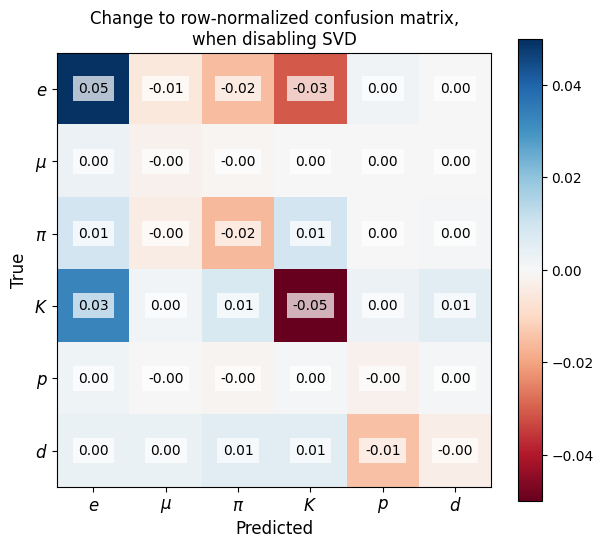 Change to row-normalized confusion matrix,
when disabling SVD
e 0.05 -0.01 -0.02 -0.03 0.00 0.00
μ 0.00 -0.00 -0.00 0.00 0.00 0.00
π 0.01 -0.00 -0.02 0.01 0.00 0.00
K 0.03 0.00 0.01 -0.05 0.00 0.01
p 0.00 -0.00 -0.00 0.00 -0.00 0.00
d 0.00 0.00 0.01 0.01 -0.01 -0.00
e μ π K p d
Predicted
True
0.04
0.02
0.00
−0.02
−0.04